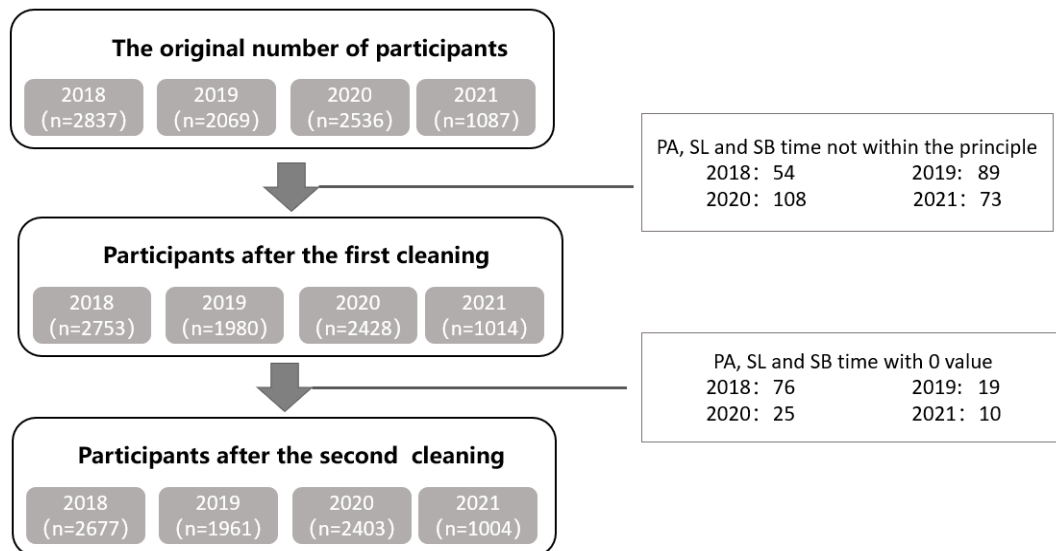 The original number of participants
2018
(n=2837)
2019
(n=2069)
2020
(n=2536)
2021
(n=1087)
PA, SL and SB time not within the principle
2018：54 2019：89
2020：108 2021：73
Participants after the first cleaning
2018
(n=2753)
2019
(n=1980)
2020
(n=2428)
2021
(n=1014)
PA, SL and SB time with 0 value
2018：76 2019：19
2020：25 2021：10
Participants after the second cleaning
2018
(n=2677)
2019
(n=1961)
2020
(n=2403)
2021
(n=1004)